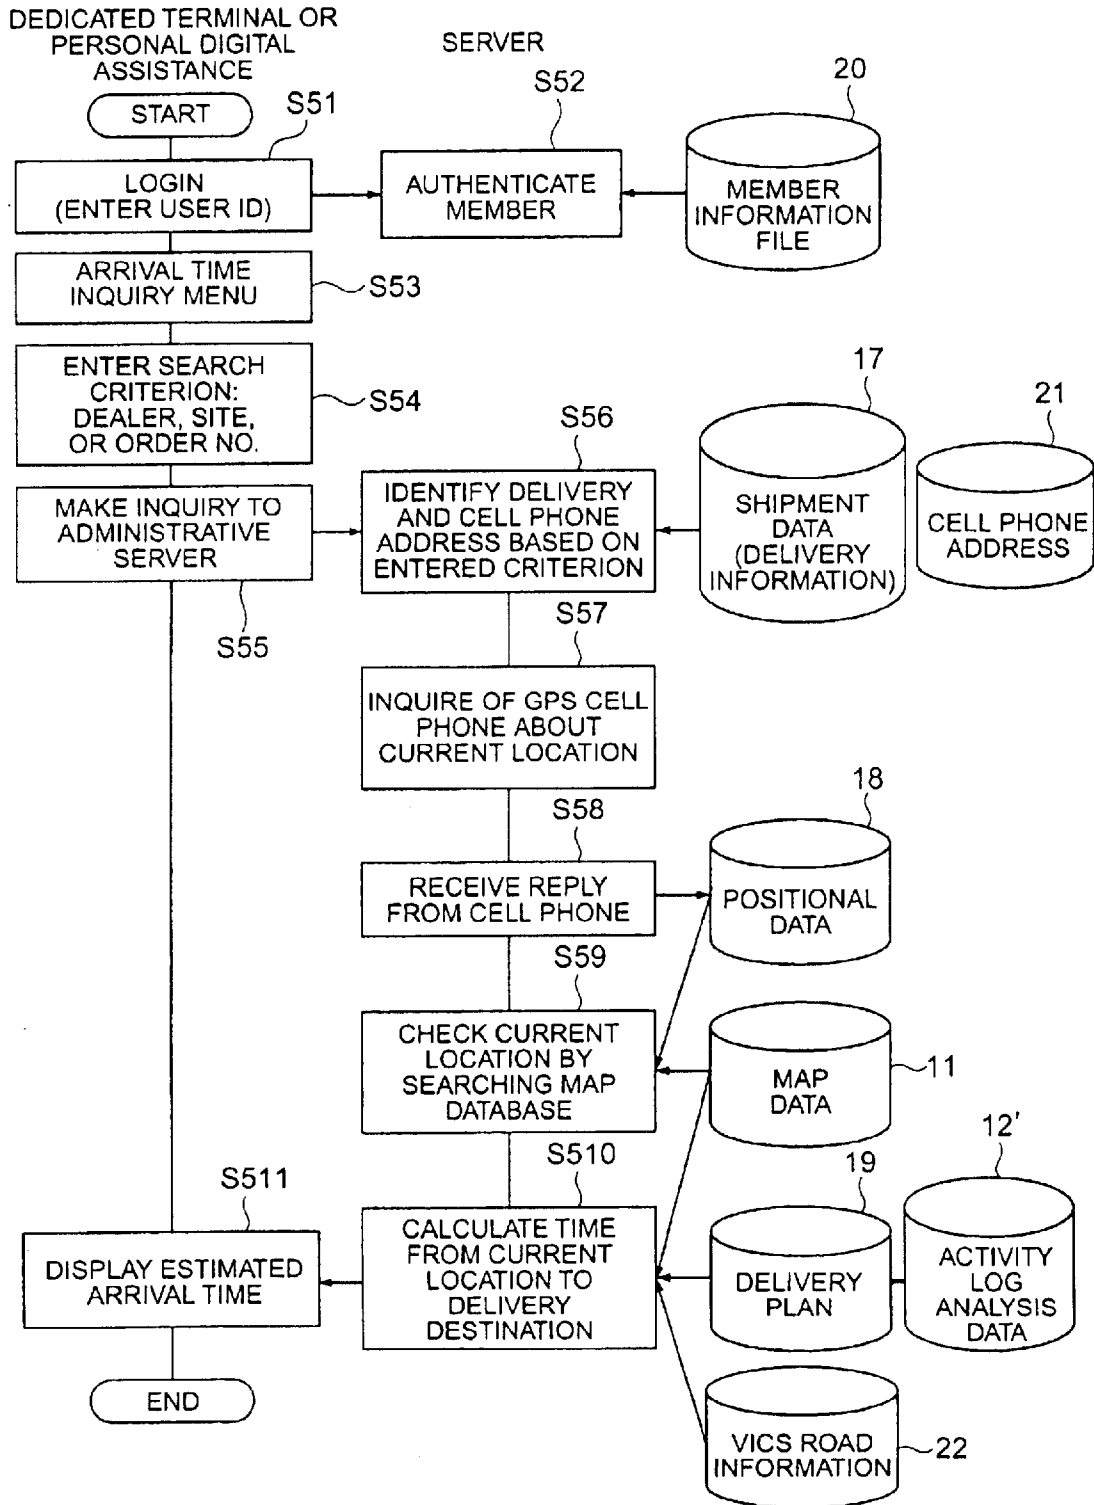 DEDICATED TERMINAL OR
PERSONAL DIGITAL
ASSISTANCE
SERVER
START
S51
S52
20
LOGIN
(ENTER USER ID)
AUTHENTICATE
MEMBER
MEMBER
INFORMATION
FILE
ARRIVAL TIME
INQUIRY MENU
S53
ENTER SEARCH
CRITERION:
DEALER, SITE,
OR ORDER NO.
S54
S56
17
21
MAKE INQUIRY TO
ADMINISTRATIVE
SERVER
S55
IDENTIFY DELIVERY
AND CELL PHONE
ADDRESS BASED ON
ENTERED CRITERION
SHIPMENT
DATA
(DELIVERY
INFORMATION)
CELL PHONE
ADDRESS
S57
INQUIRE OF GPS CELL
PHONE ABOUT
CURRENT LOCATION
S58
18
RECEIVE REPLY
FROM CELL PHONE
POSITIONAL
DATA
S59
CHECK CURRENT
LOCATION BY
SEARCHING MAP
DATABASE
MAP
DATA
11
S510
19
12'
S511
DISPLAY ESTIMATED
ARRIVAL TIME
CALCULATE TIME
FROM CURRENT
LOCATION TO
DELIVERY
DESTINATION
DELIVERY
PLAN
ACTIVITY
LOG
ANALYSIS
DATA
END
VICS ROAD
INFORMATION
22